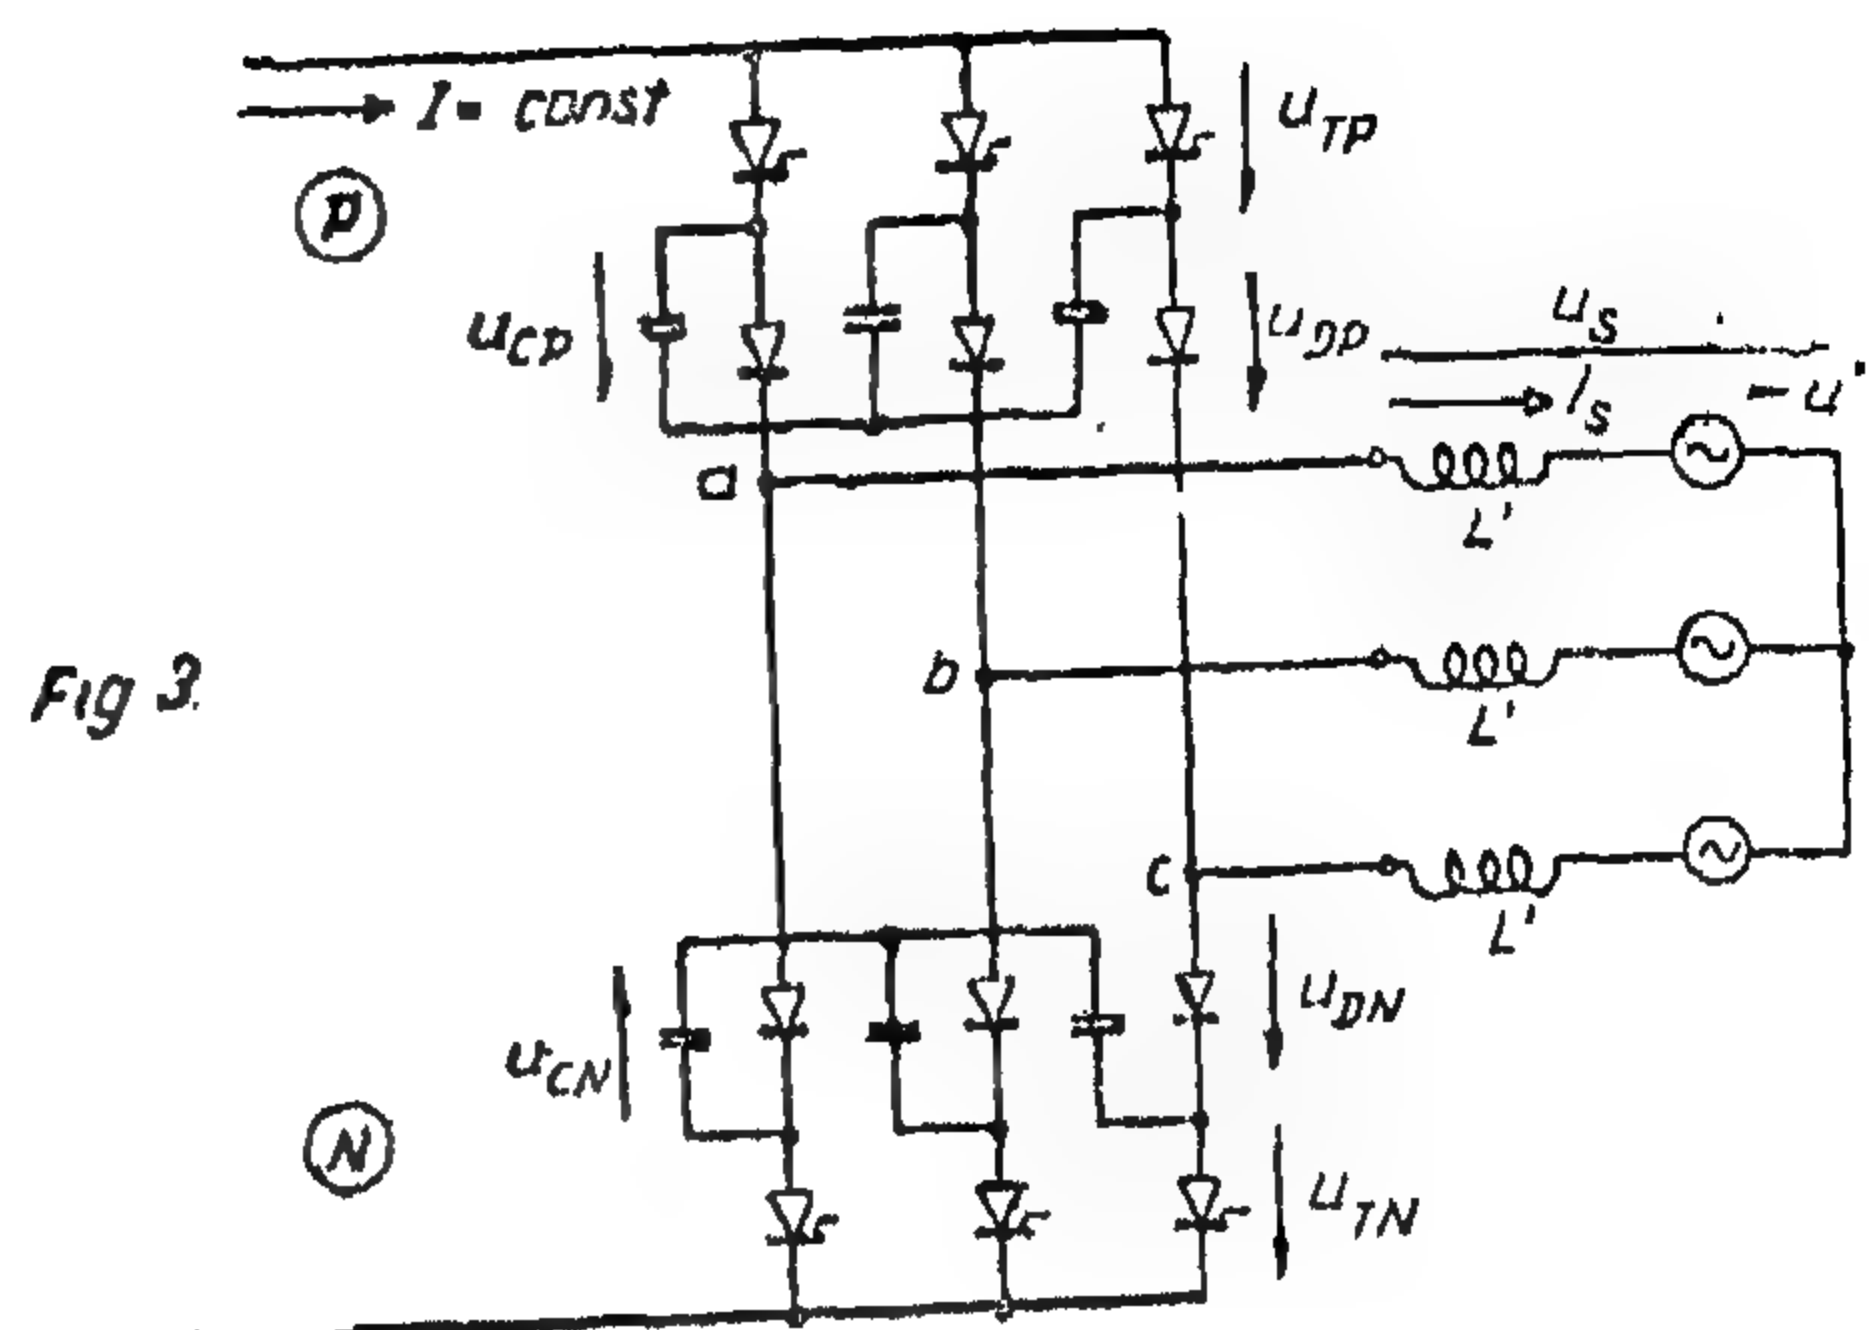 I = const
u_TP
P
u_CP
u_DP
u_S
i_S
u'
a
L'
b
L'
Fig 3.
c
L'
u_DN
u_CN
N
u_TN